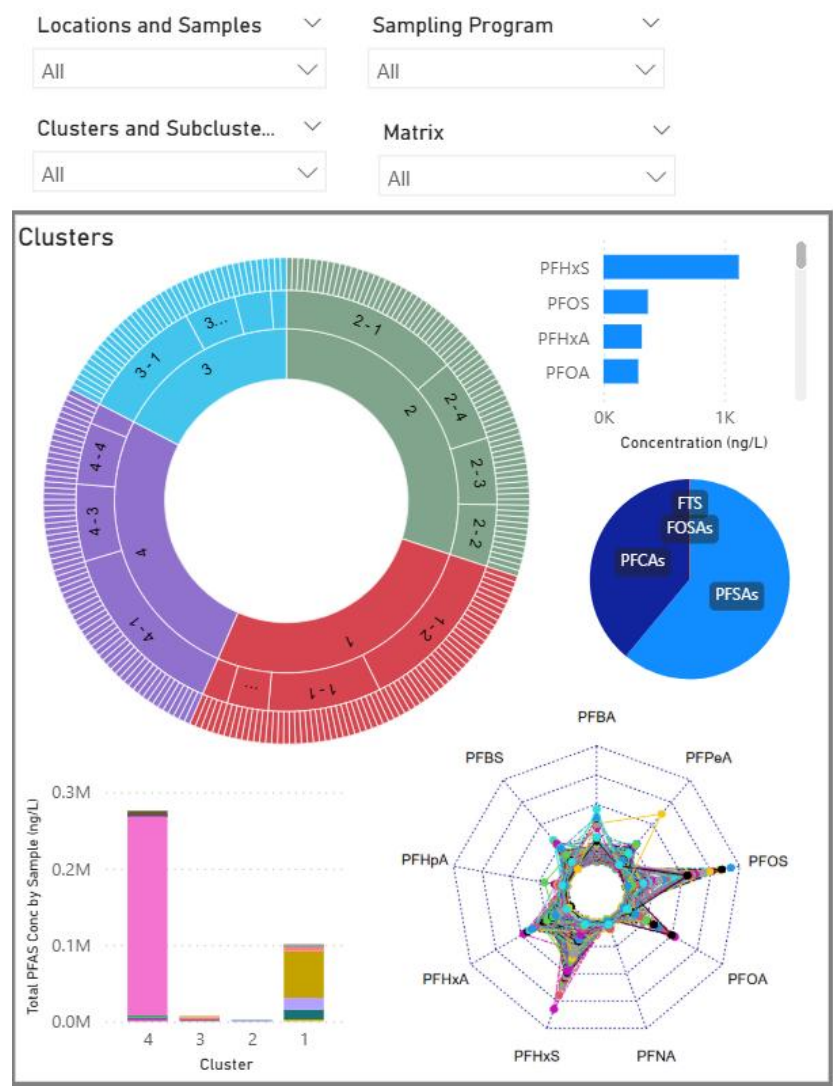 Locations and Samples
Sampling Program
All
All
Clusters and Subcluste...
Matrix
All
All
Clusters
2-1
2-4
2-3
2-2
2
1-2
1-1
...
1
4-1
4-3
4-4
4
3-1
3...
3
PFHxS
PFOS
PFHxA
PFOA
0K
1K
Concentration (ng/L)
FTS
FOSAs
PFCAs
PFSAs
0.3M
0.2M
0.1M
0.0M
Total PFAS Conc by Sample (ng/L)
4
3
2
1
Cluster
PFBA
PFBS
PFPeA
PFHpA
PFOS
PFHxA
PFOA
PFHxS
PFNA